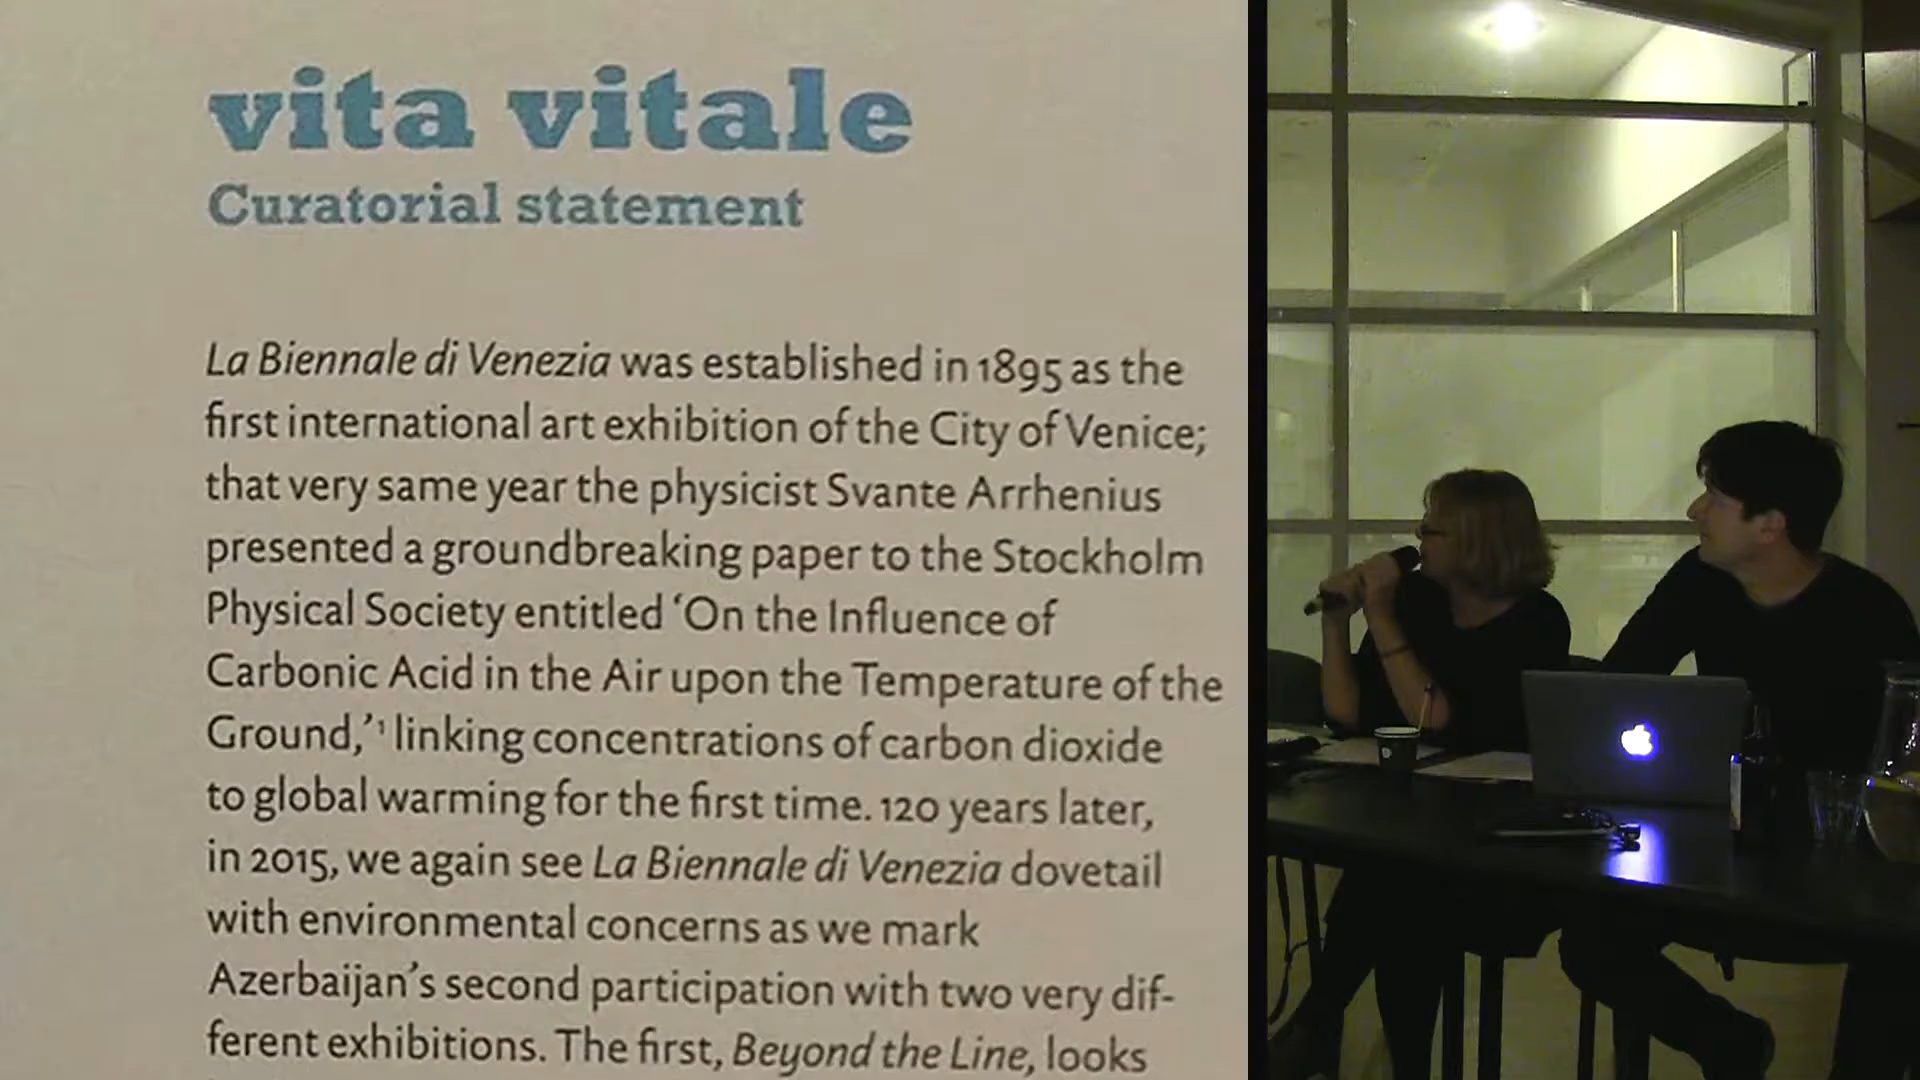 vita vitale
Curatorial statement
La Biennale di Venezia was established in 1895 as the
first international art exhibition of the City of Venice;
that very same year the physicist Svante Arrhenius
presented a groundbreaking paper to the Stockholm
Physical Society entitled ‘On the Influence of
Carbonic Acid in the Air upon the Temperature of the
Ground,’¹ linking concentrations of carbon dioxide
to global warming for the first time. 120 years later,
in 2015, we again see La Biennale di Venezia dovetail
with environmental concerns as we mark
Azerbaijan’s second participation with two very dif-
ferent exhibitions. The first, Beyond the Line, looks